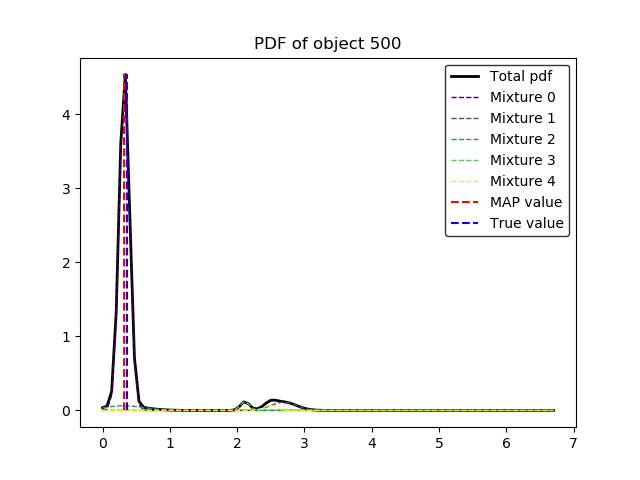 PDF of object 500
Total pdf
Mixture 0
Mixture 1
Mixture 2
Mixture 3
Mixture 4
MAP value
True value
4
3
2
1
0
0 1 2 3 4 5 6 7